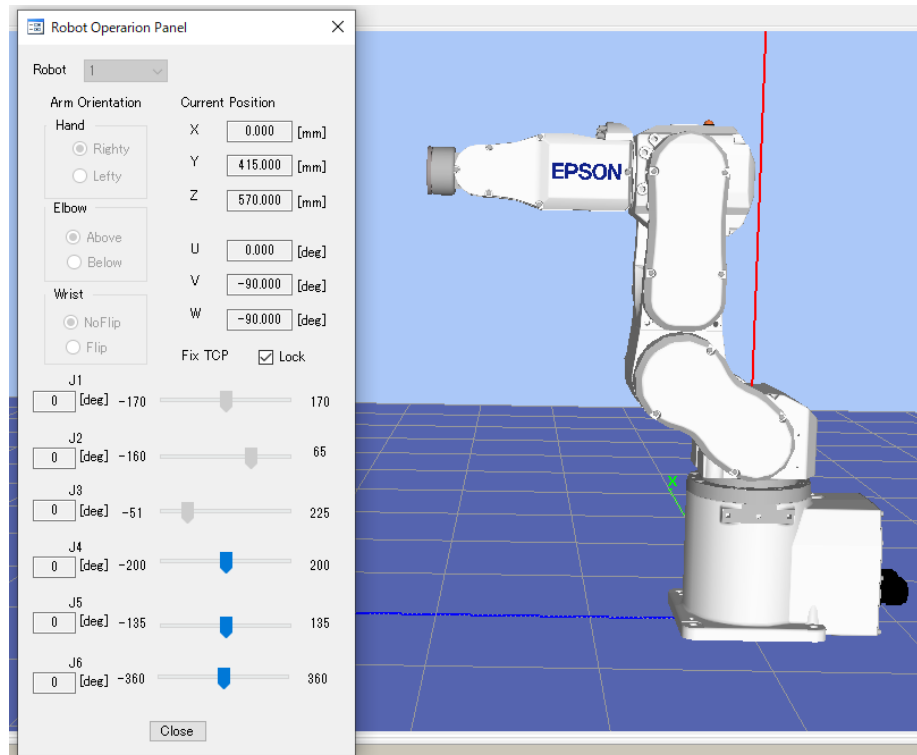 Robot Operarion Panel
Robot 1
Arm Orientation
Hand
Righty
Lefty
Elbow
Above
Below
Wrist
NoFlip
Flip
Current Position
X 0.000 [mm]
Y 415.000 [mm]
Z 570.000 [mm]
U 0.000 [deg]
V -90.000 [deg]
W -90.000 [deg]
Fix TCP Lock
J1
0 [deg] -170 170
J2
0 [deg] -160 65
J3
0 [deg] -51 225
J4
0 [deg] -200 200
J5
0 [deg] -135 135
J6
0 [deg] -360 360
Close
EPSON
X